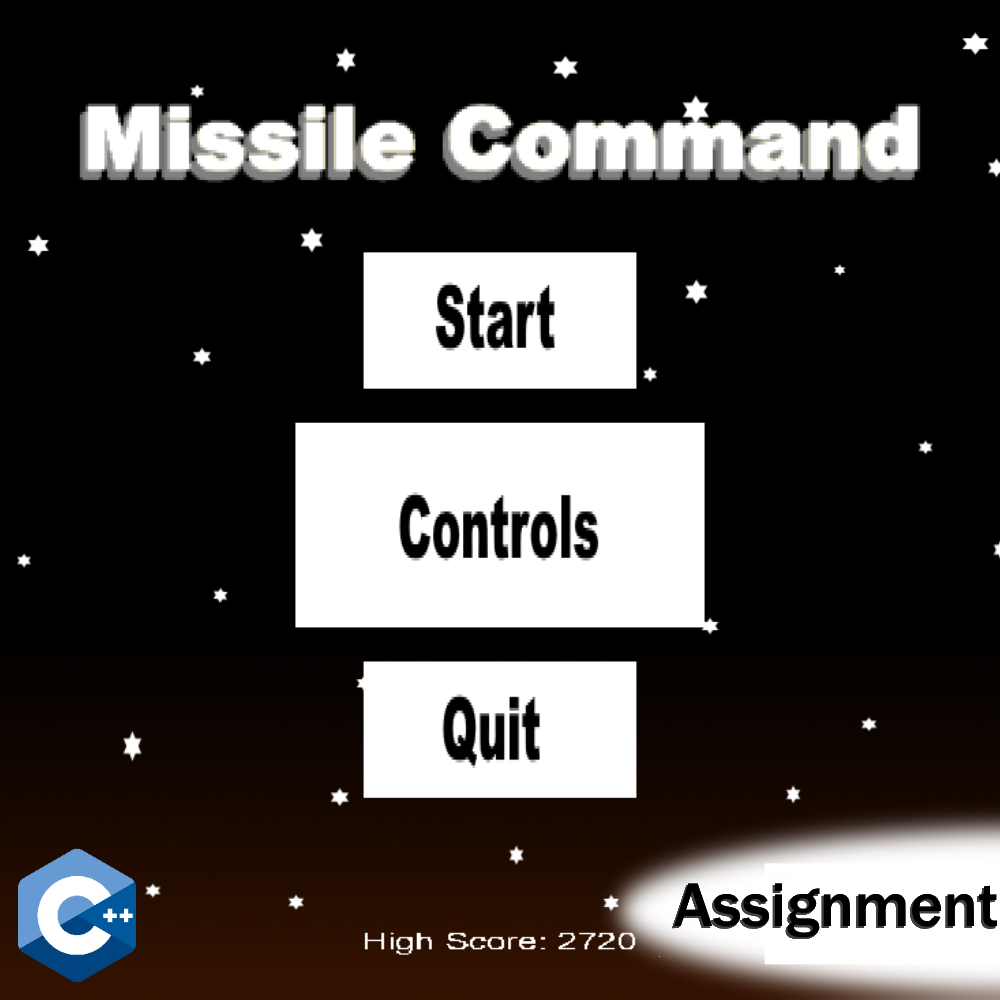 Missile Command
Start
Controls
Quit
C++
Assignment
High Score: 2720